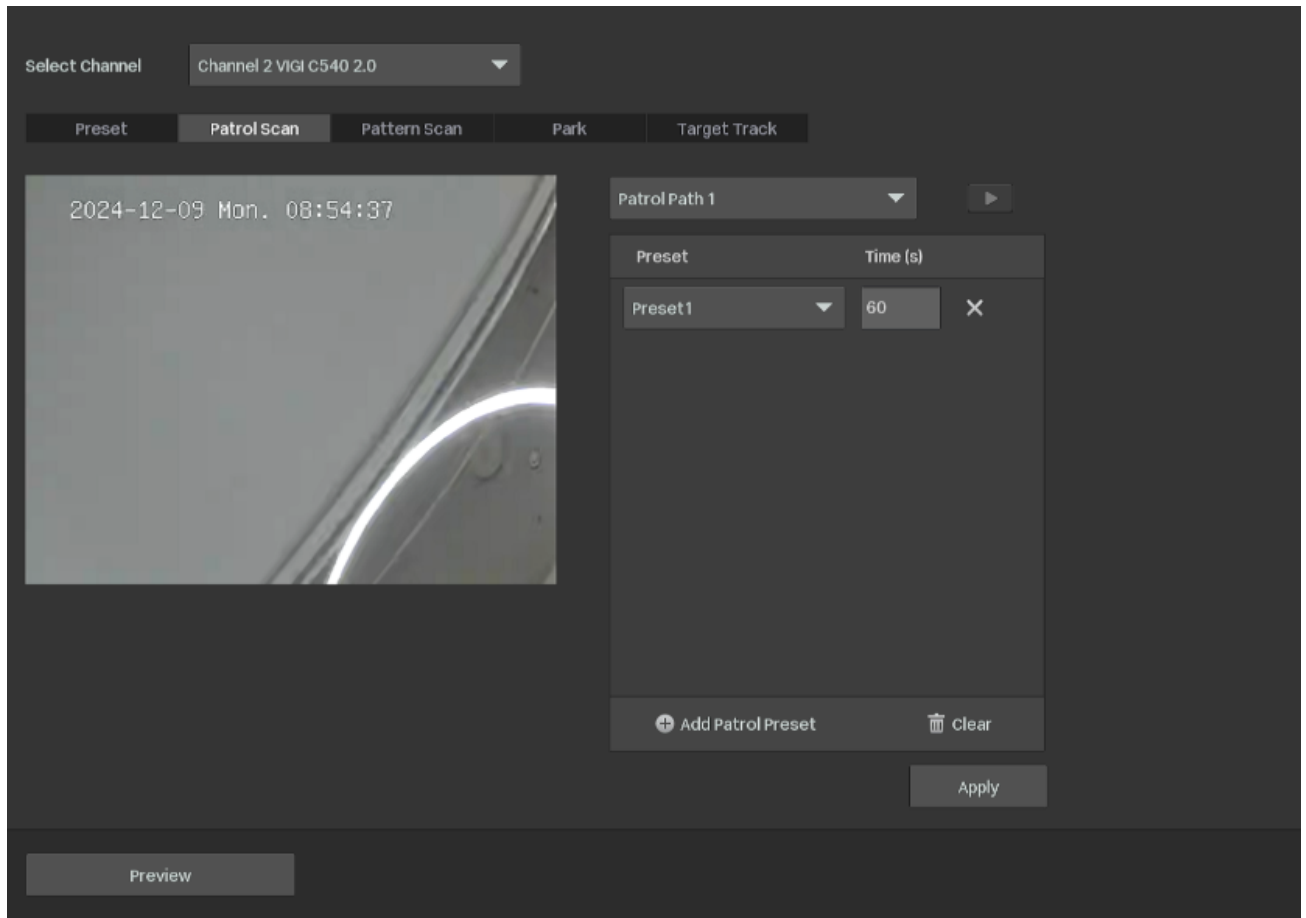 Select Channel Channel 2 VIGI C540 2.0
Preset Patrol Scan Pattern Scan Park Target Track
2024-12-09 Mon. 08:54:37
Patrol Path 1
Preset Time (s)
Preset1 60
Add Patrol Preset Clear
Apply
Preview